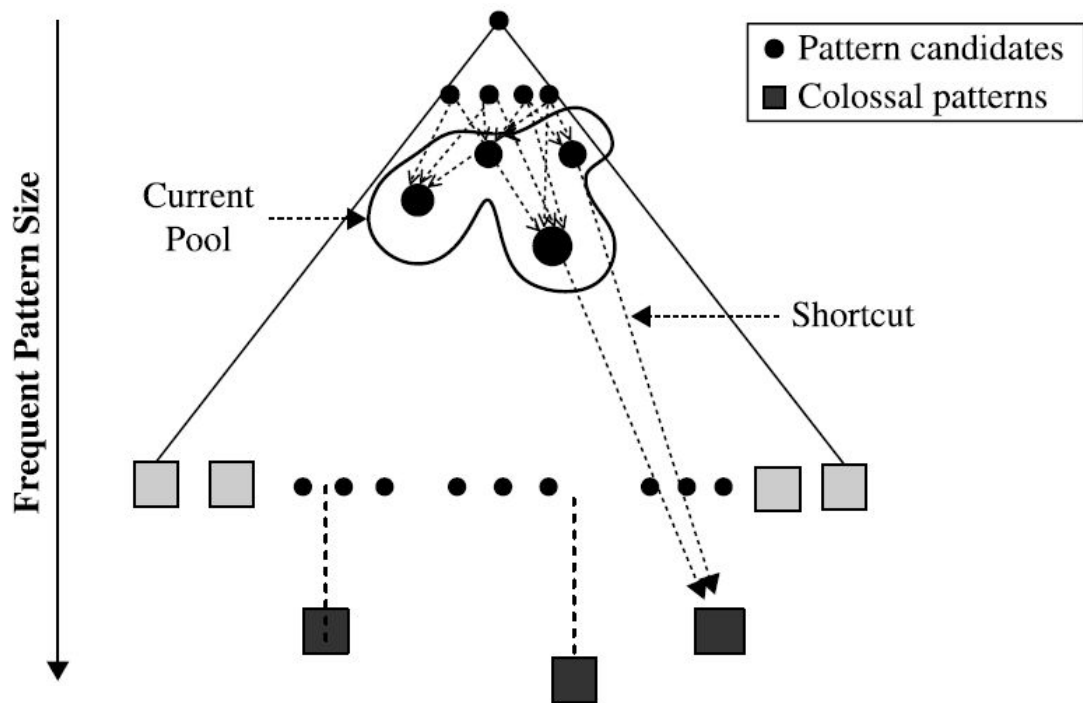 Pattern candidates
Colossal patterns
Current
Pool
Shortcut
Frequent Pattern Size